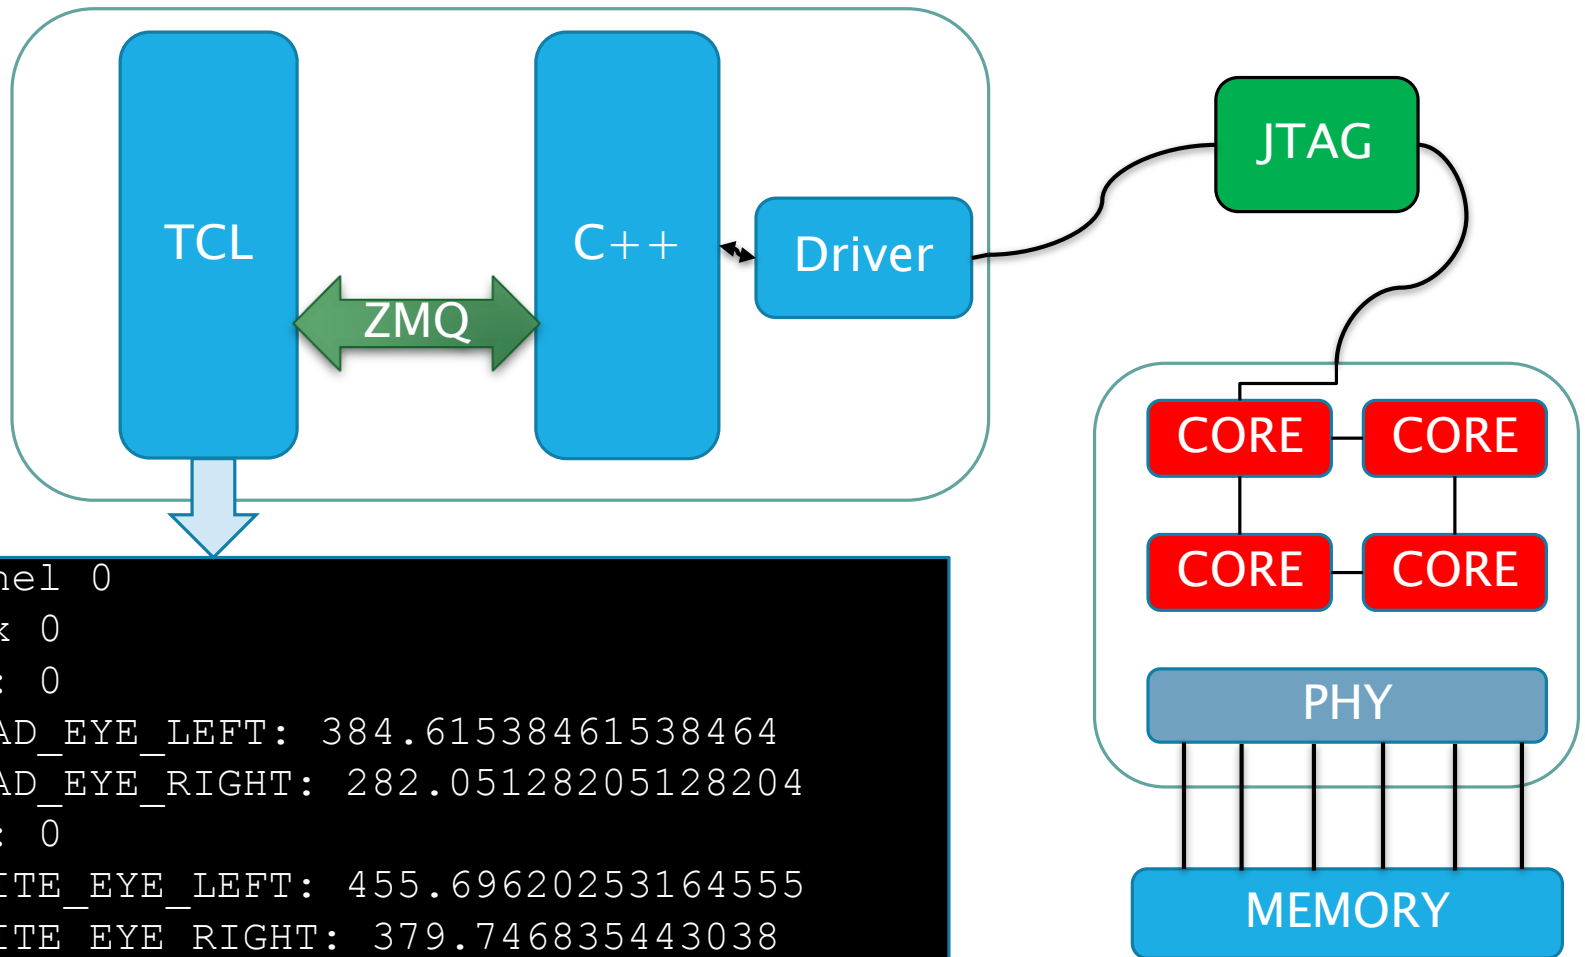 TCL
ZMQ
C++
Driver
JTAG
CORE CORE
CORE CORE
PHY
MEMORY
nel 0
k 0
: 0
AD_EYE_LEFT: 384.61538461538464
AD_EYE_RIGHT: 282.05128205128204
: 0
ITE_EYE_LEFT: 455.69620253164555
ITE_EYE_RIGHT: 379.746835443038